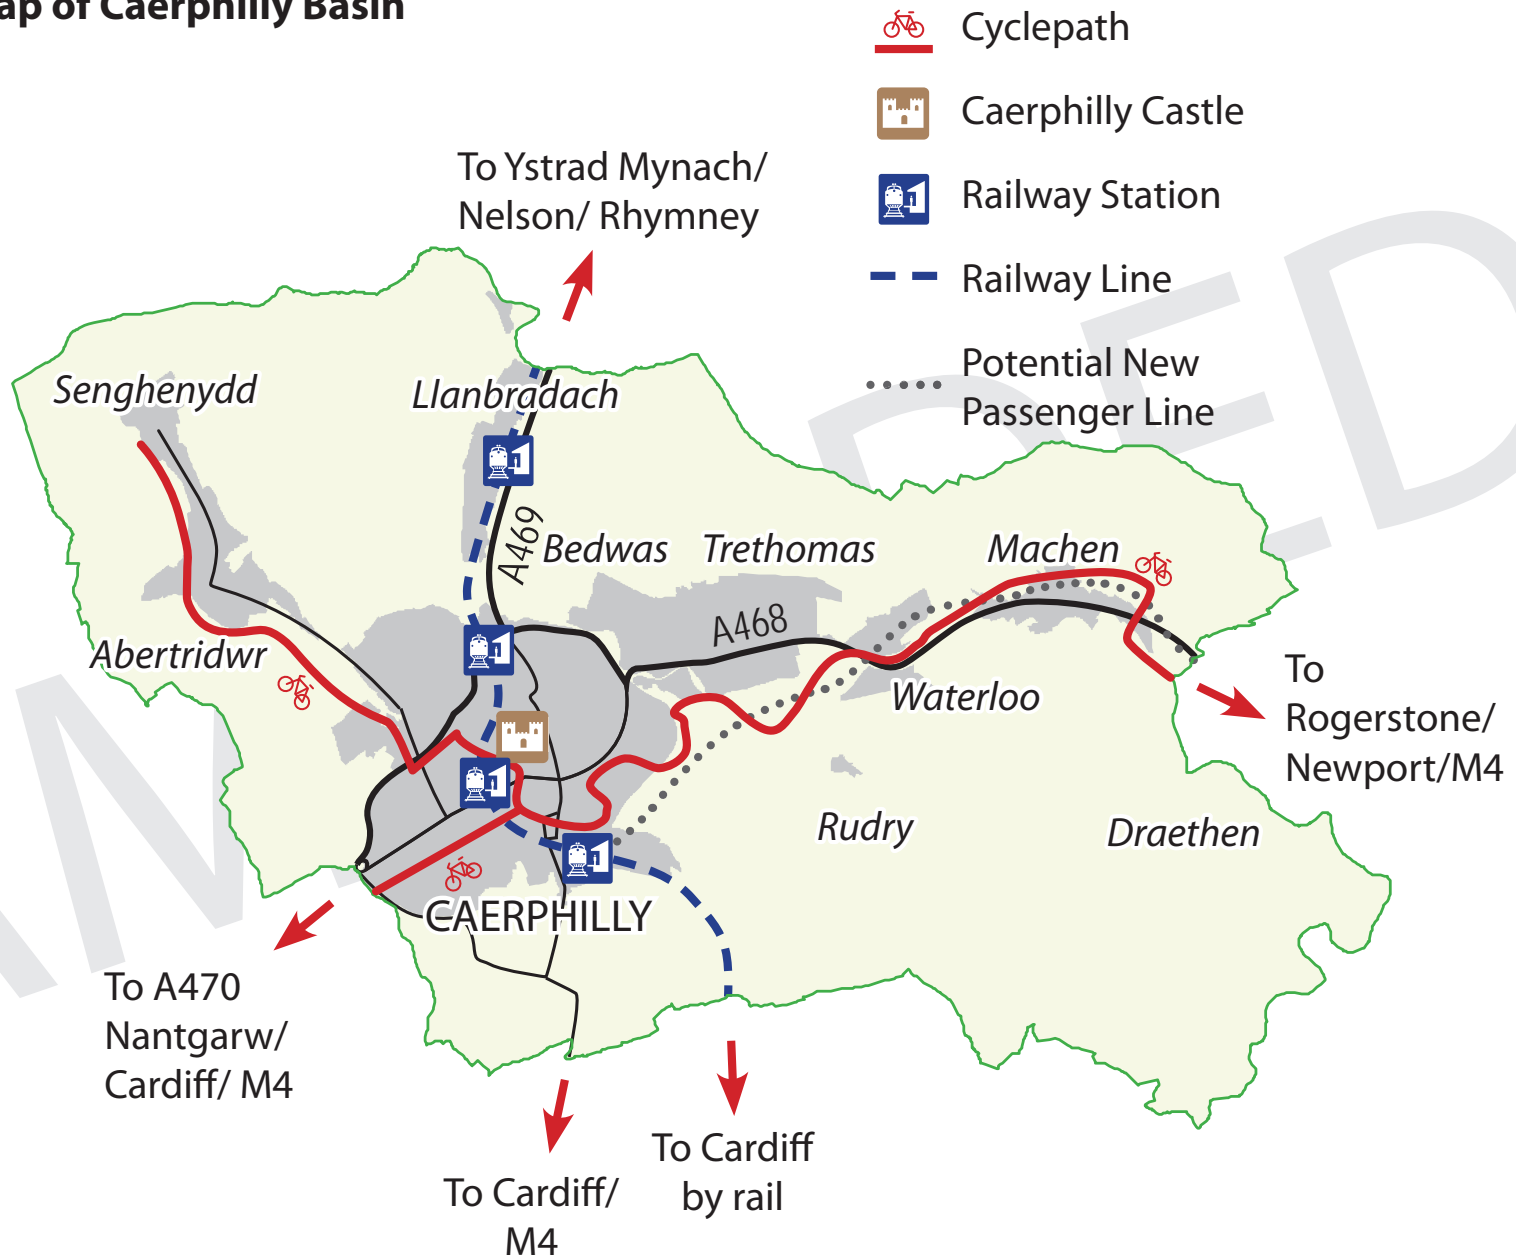 ap of Caerphilly Basin
Cyclepath
Caerphilly Castle
Railway Station
Railway Line
Potential New
Passenger Line
To Ystrad Mynach/
Nelson/ Rhymney
Senghenydd
Llanbradach
A469
Bedwas
Trethomas
Machen
A468
Abertridwr
Waterloo
To
Rogerstone/
Newport/M4
Rudry
Draethen
CAERPHILLY
To A470
Nantgarw/
Cardiff/ M4
To Cardiff
by rail
To Cardiff/
M4